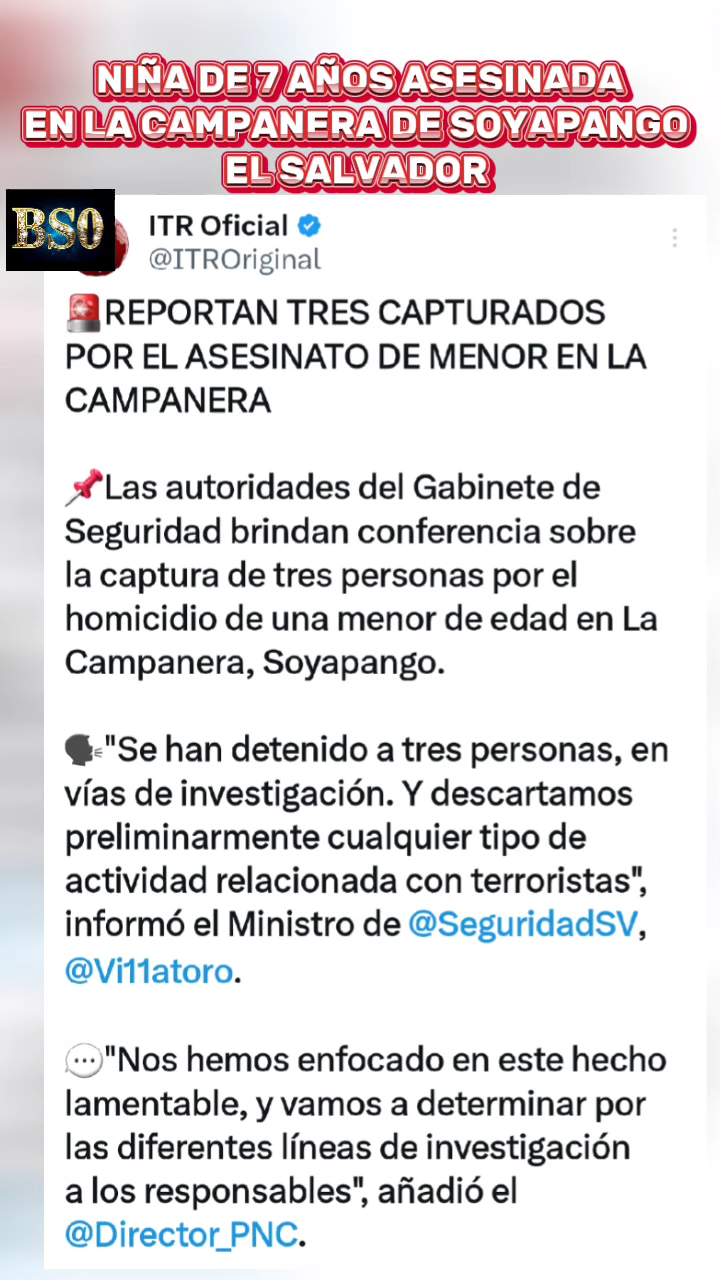 NIÑA DE 7 AÑOS ASESINADA
EN LA CAMPANERA DE SOYAPANGO
EL SALVADOR
BSO
ITR Oficial
@ITROriginal
🚨REPORTAN TRES CAPTURADOS
POR EL ASESINATO DE MENOR EN LA
CAMPANERA
📌Las autoridades del Gabinete de
Seguridad brindan conferencia sobre
la captura de tres personas por el
homicidio de una menor de edad en La
Campanera, Soyapango.
🗣️"Se han detenido a tres personas, en
vías de investigación. Y descartamos
preliminarmente cualquier tipo de
actividad relacionada con terroristas",
informó el Ministro de @SeguridadSV,
@Vi11atoro.
💬"Nos hemos enfocado en este hecho
lamentable, y vamos a determinar por
las diferentes líneas de investigación
a los responsables", añadió el
@Director_PNC.